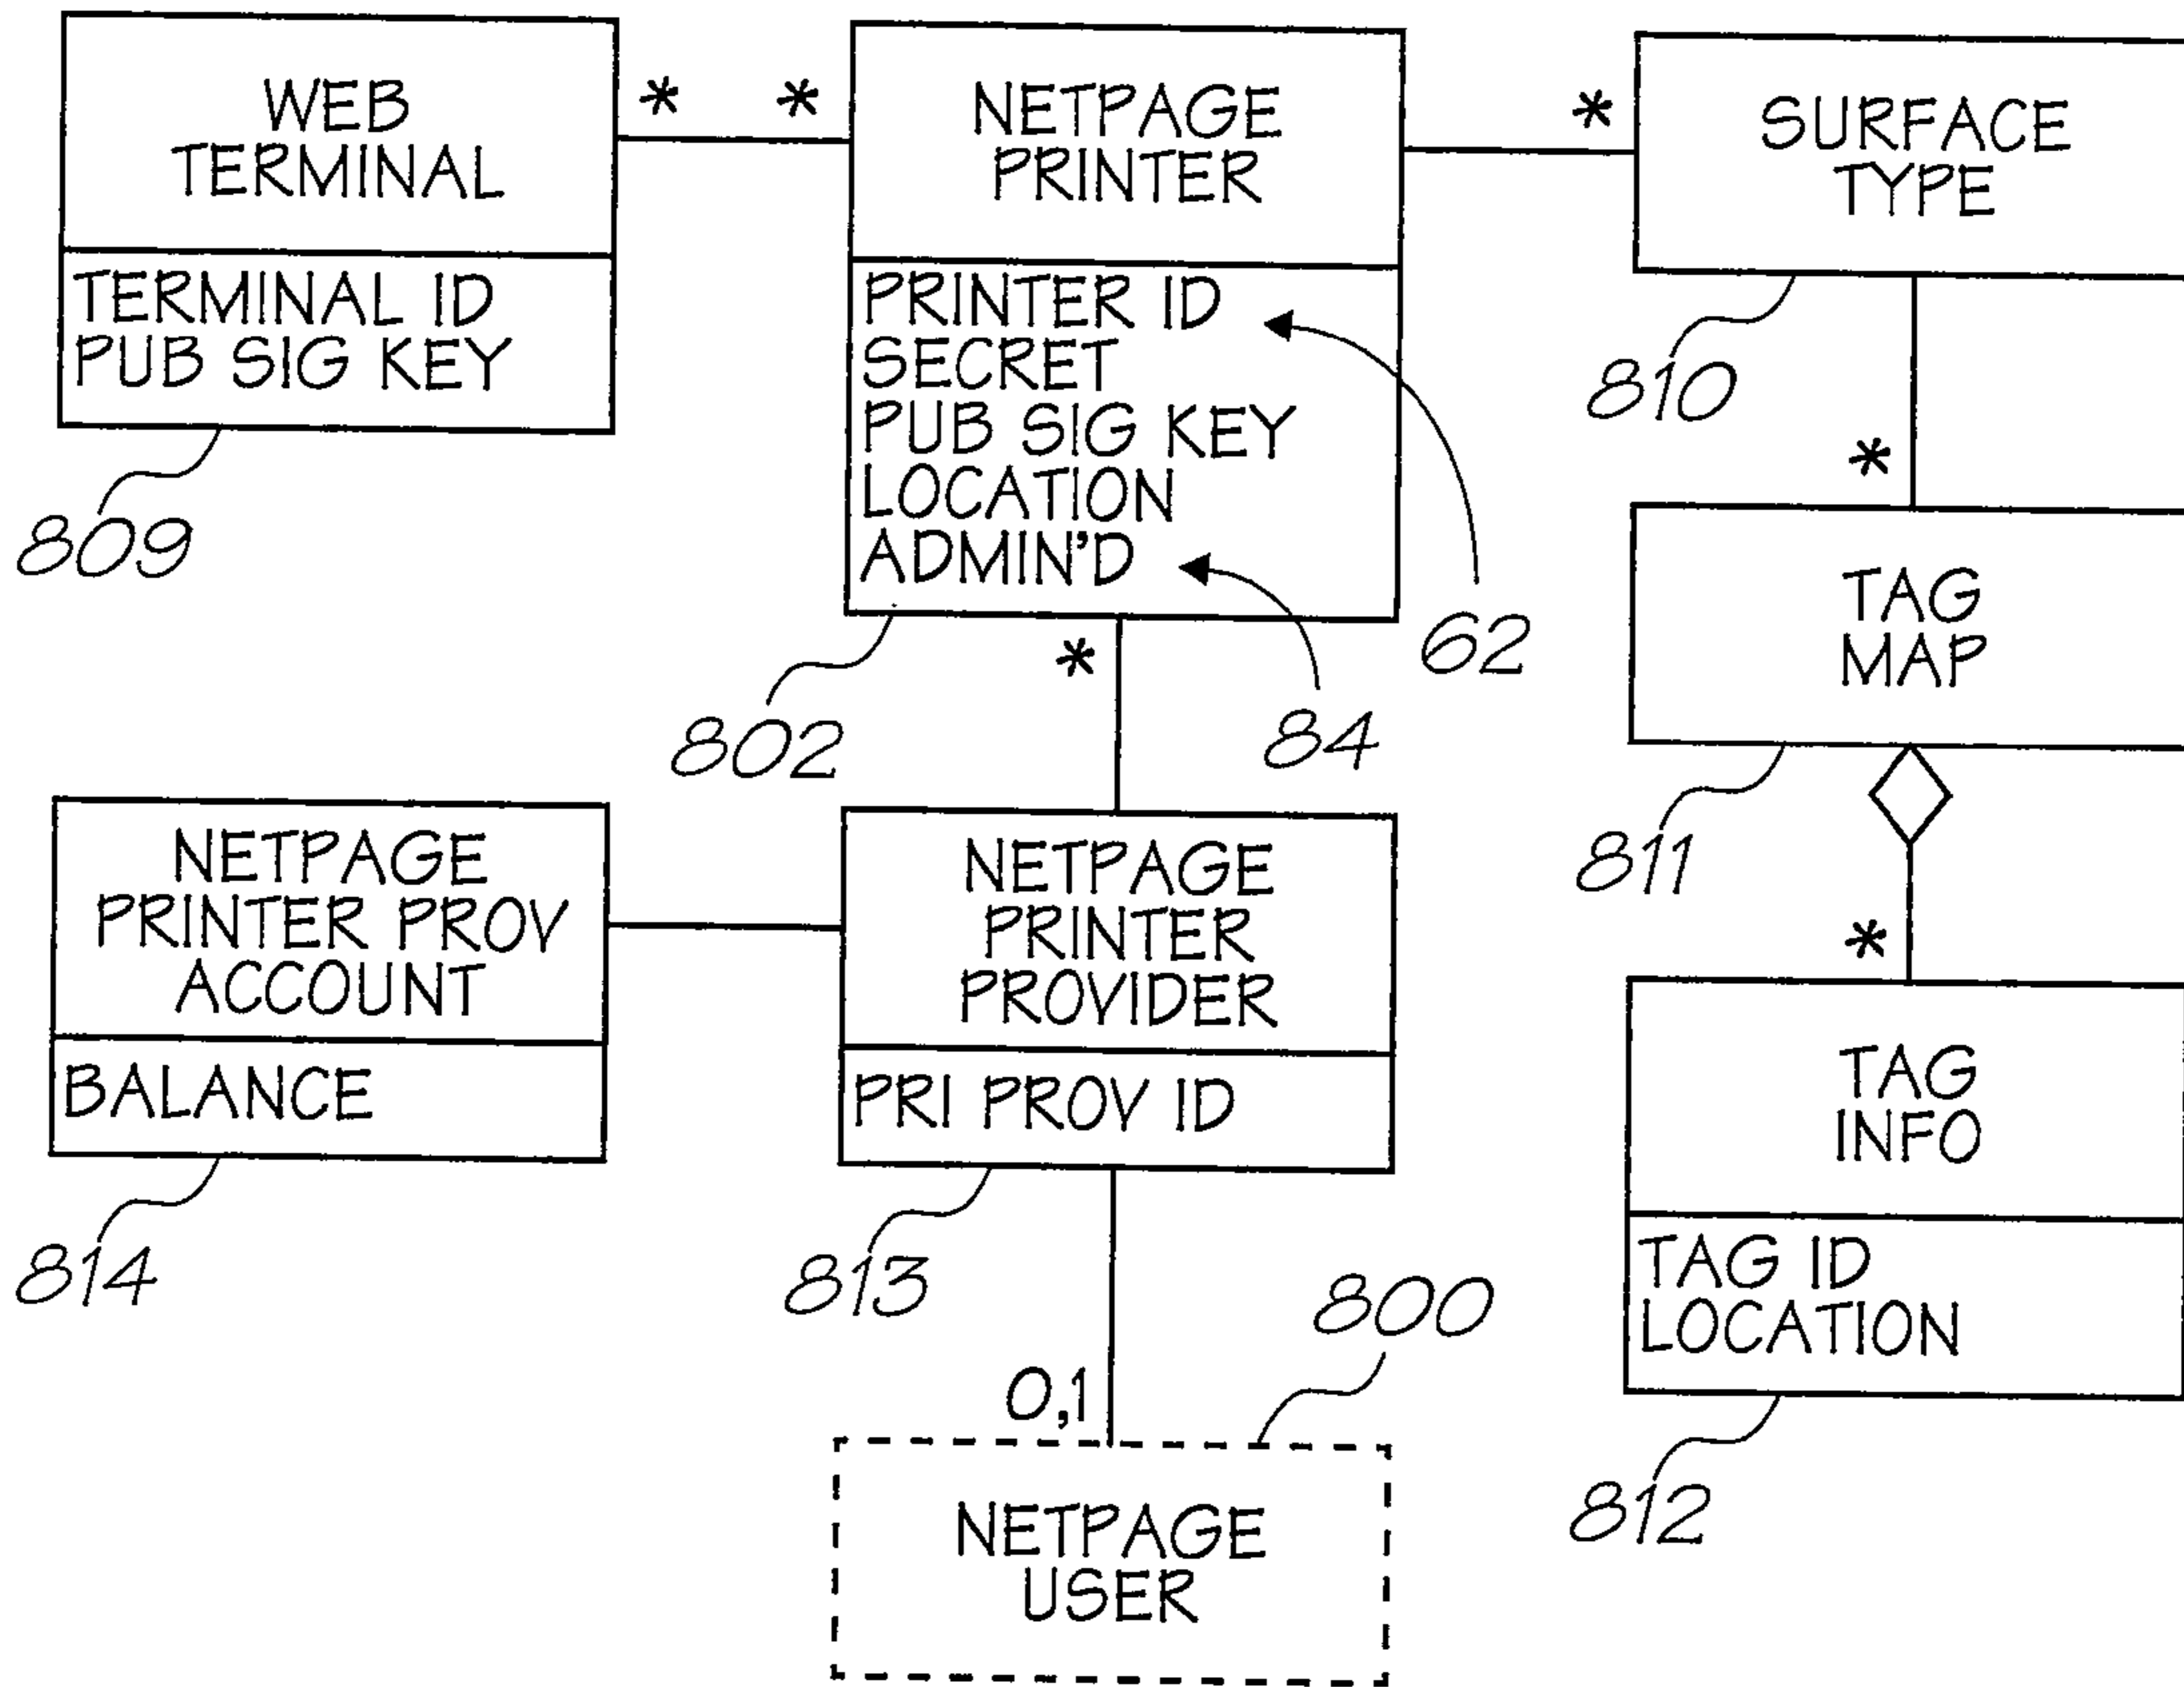 WEB
TERMINAL
TERMINAL ID
PUB SIG KEY
809
*
*
NETPAGE
PRINTER
PRINTER ID
SECRET
PUB SIG KEY
LOCATION
ADMIN'D
802
*
62
84
*
SURFACE
TYPE
810
*
TAG
MAP
811
*
TAG
INFO
TAG ID
LOCATION
812
NETPAGE
PRINTER PROV
ACCOUNT
BALANCE
814
NETPAGE
PRINTER
PROVIDER
PRI PROV ID
813
0,1
800
NETPAGE
USER